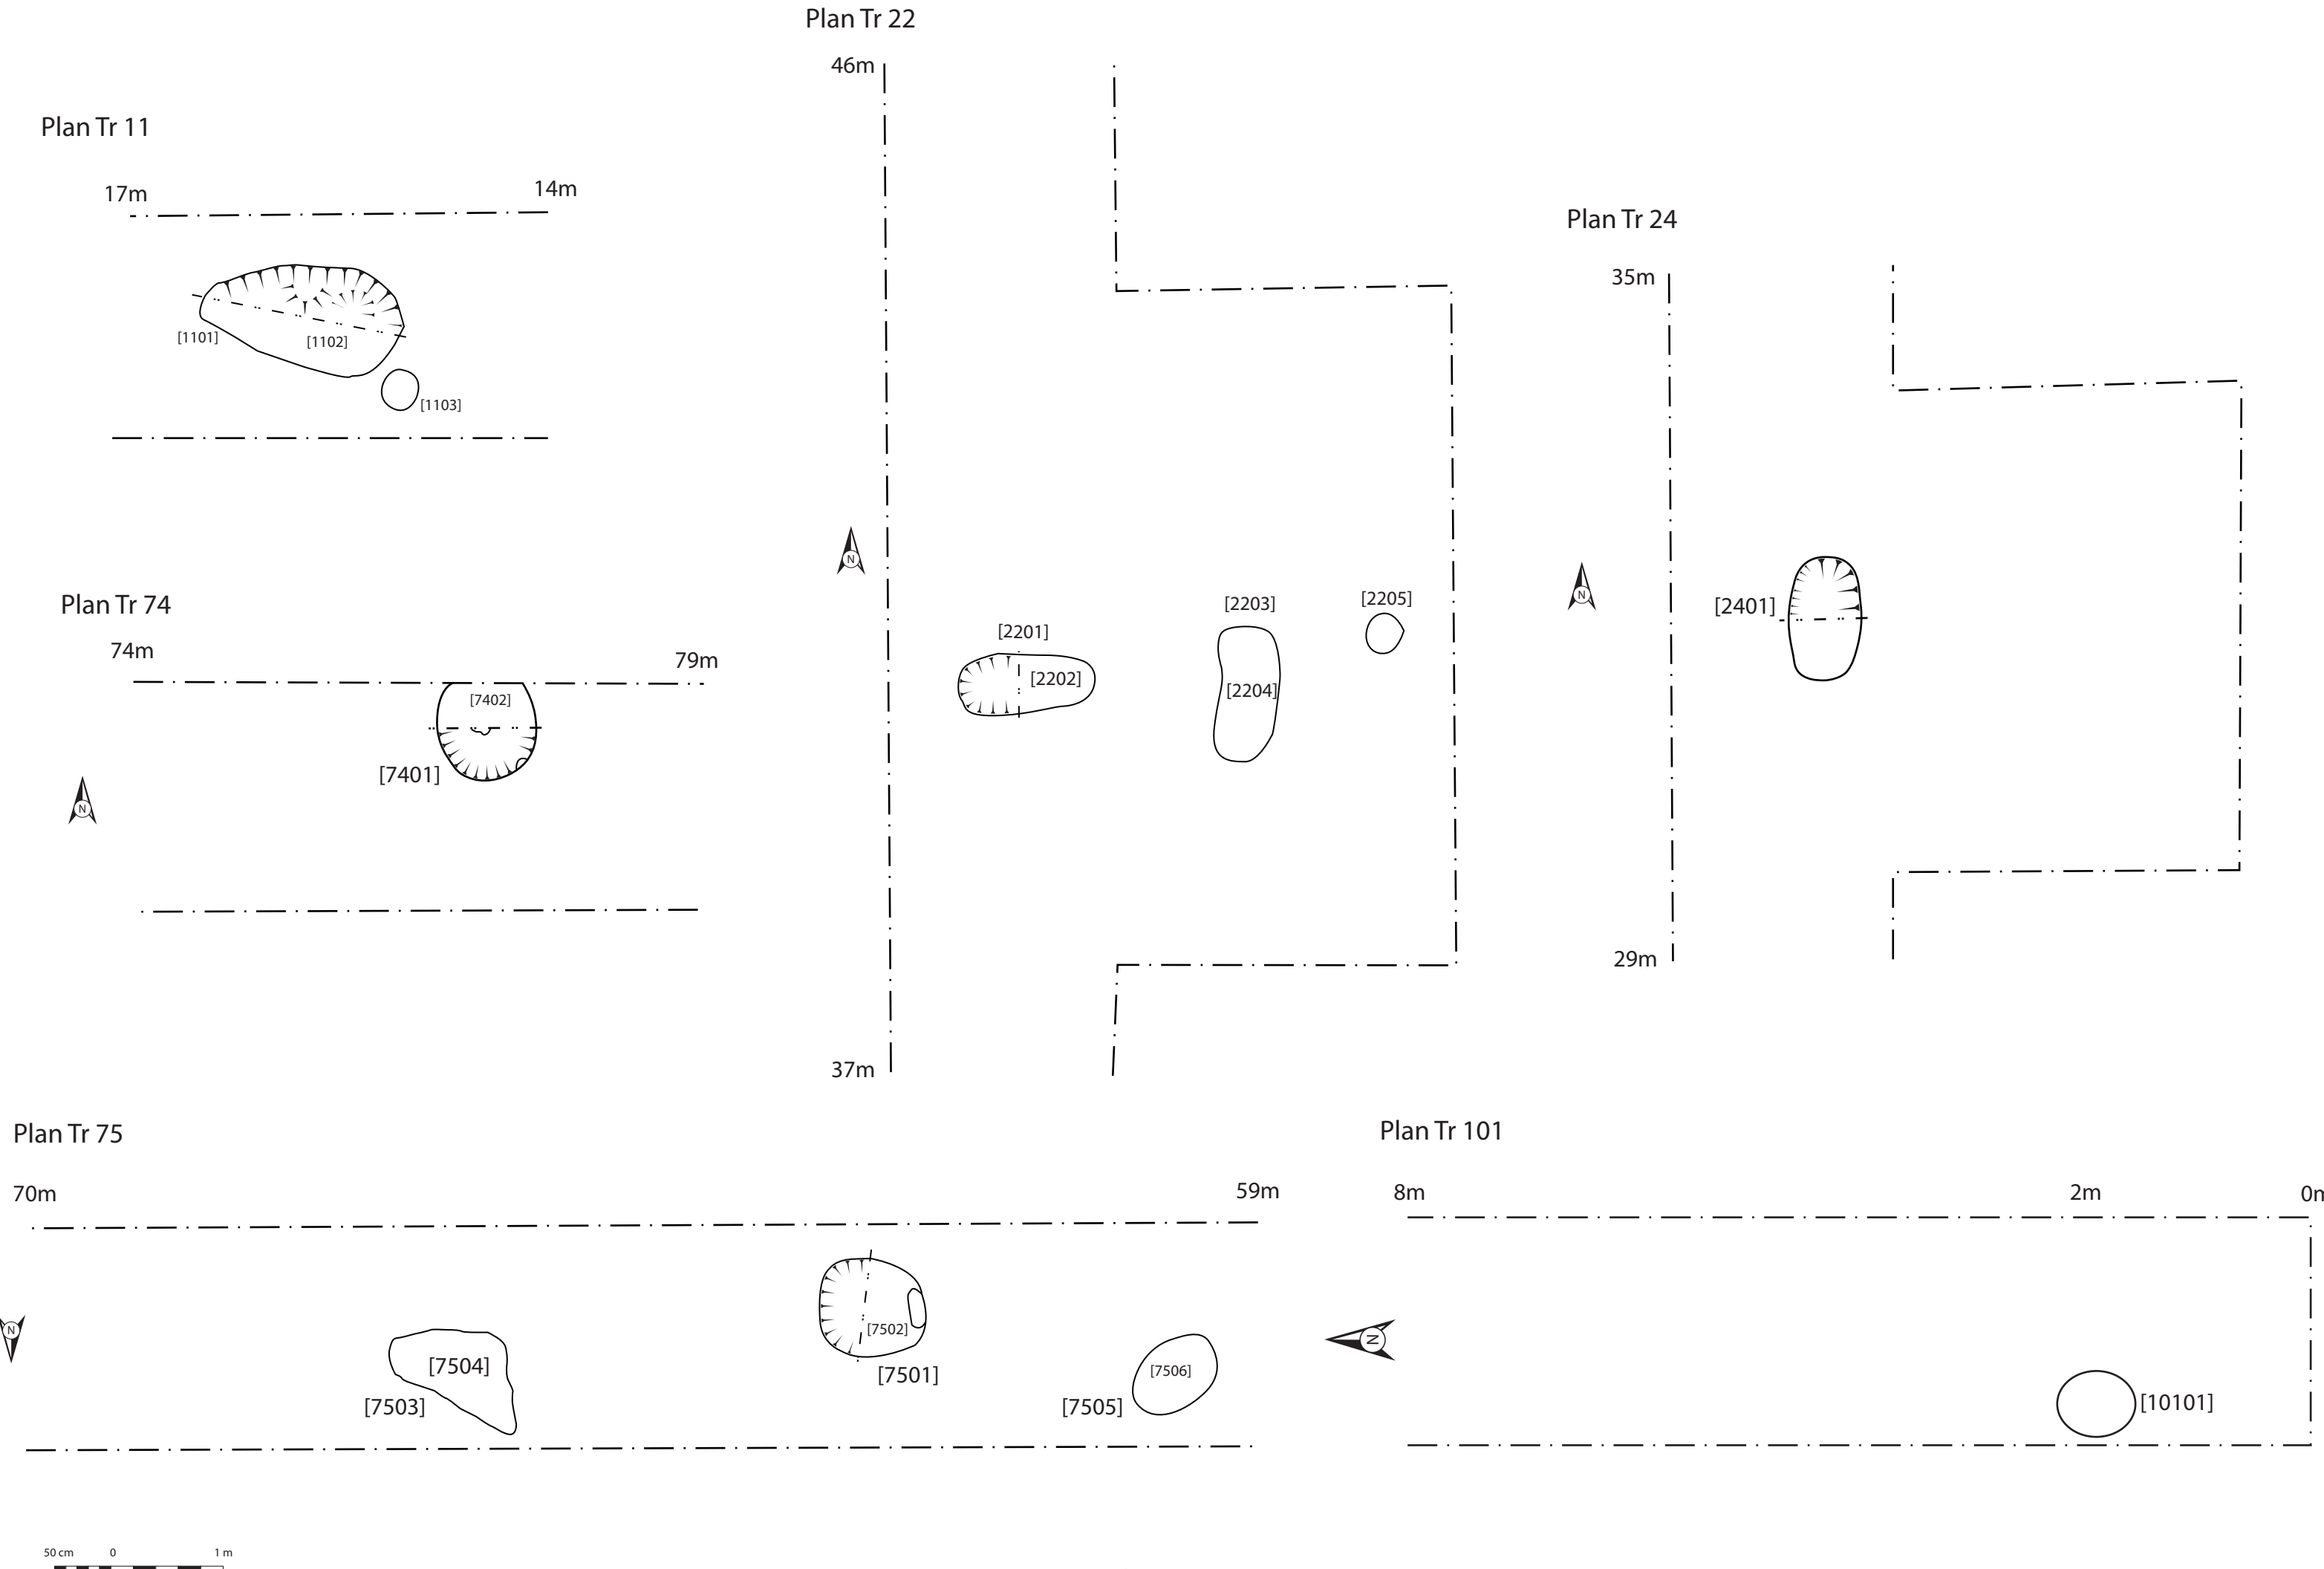 Plan Tr 22
46m
37m
[2201]
[2202]
[2203]
[2204]
[2205]
N
Plan Tr 11
17m
14m
[1101]
[1102]
[1103]
Plan Tr 24
35m
29m
[2401]
N
Plan Tr 74
74m
79m
[7402]
[7401]
N
Plan Tr 75
70m
59m
N
[7504]
[7503]
[7502]
[7501]
[7506]
[7505]
Plan Tr 101
8m
2m
0m
N
[10101]
50 cm 0 1 m